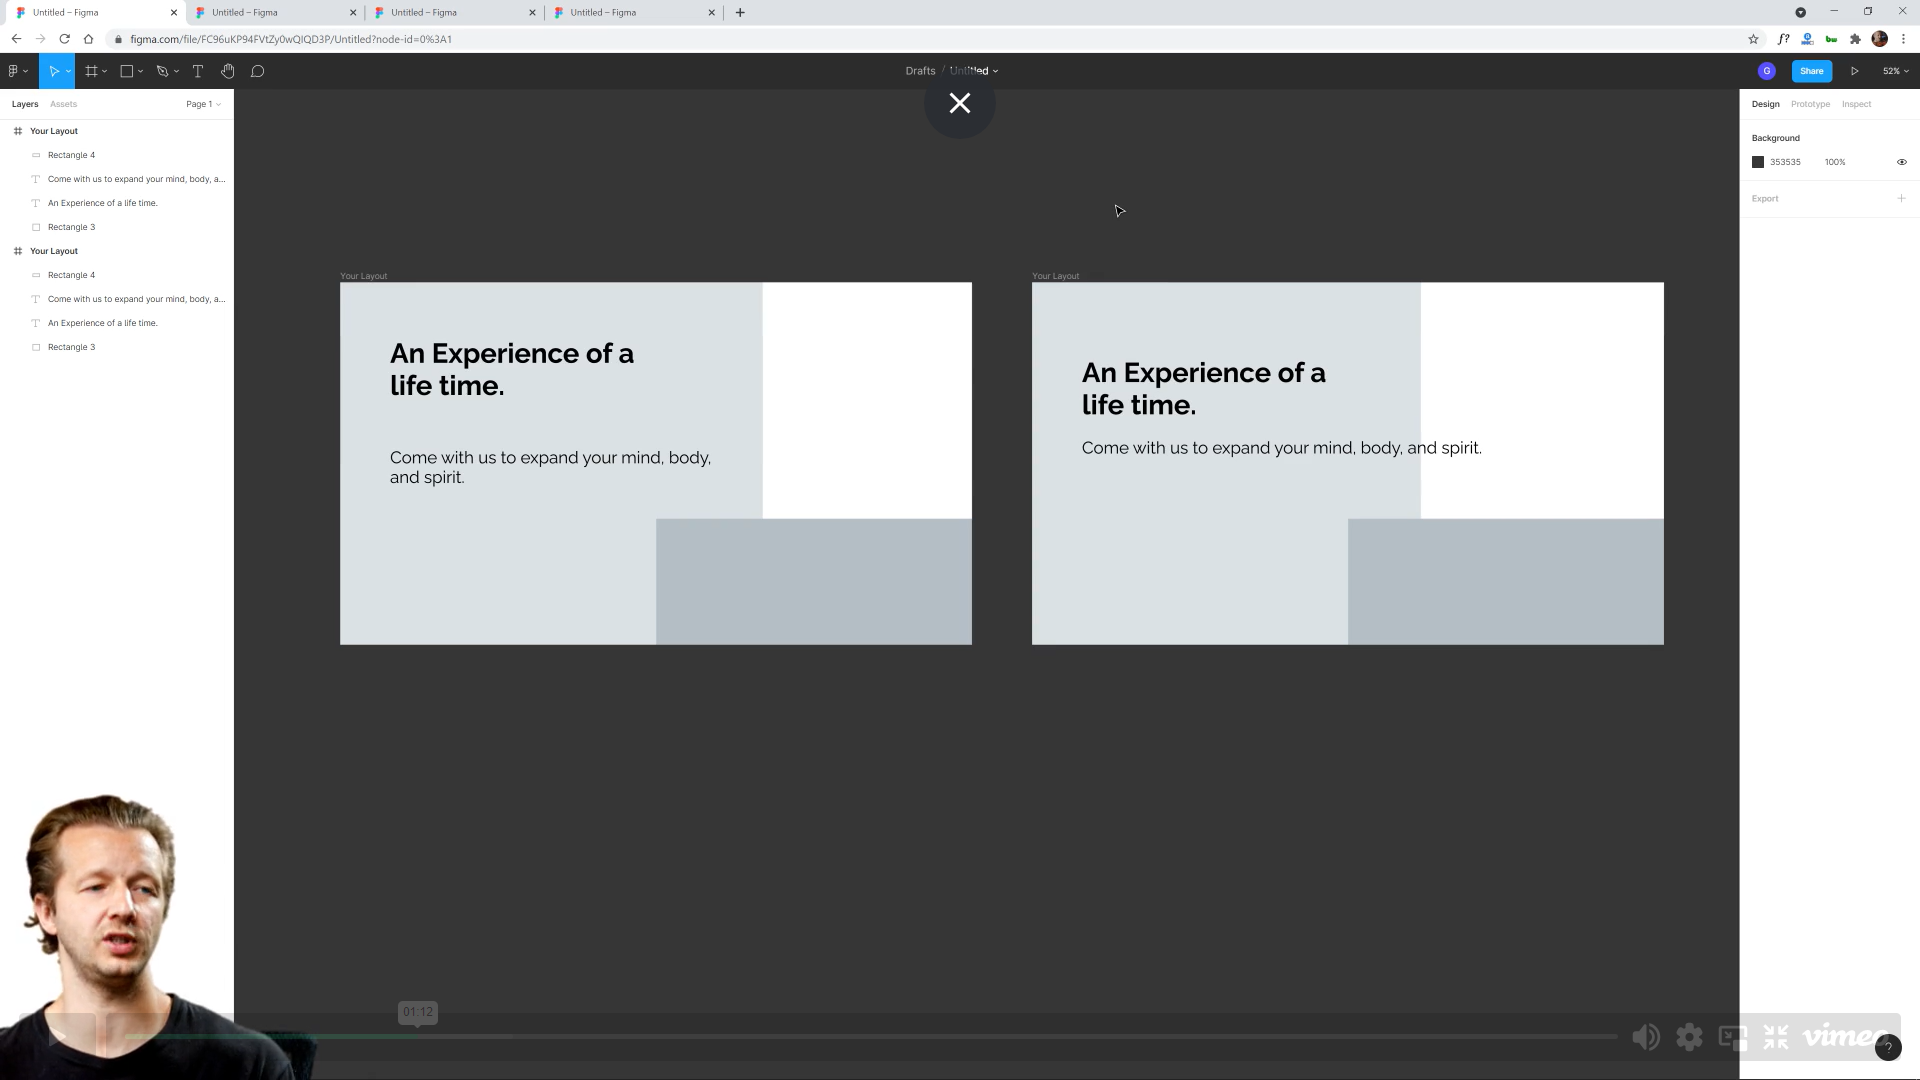 Untitled – Figma
Untitled – Figma
Untitled – Figma
Untitled – Figma
figma.com/file/FC96uKP94FVtZy0wQIQD3P/Untitled?node-id=0%3A1
f?
Drafts / Untitled
G
Share
52%
Layers
Assets
Page 1
Design
Prototype
Inspect
Your Layout
Rectangle 4
Come with us to expand your mind, body, a...
An Experience of a life time.
Rectangle 3
Your Layout
Rectangle 4
Come with us to expand your mind, body, a...
An Experience of a life time.
Rectangle 3
Background
353535
100%
Export
Your Layout
An Experience of a
life time.
Come with us to expand your mind, body,
and spirit.
Your Layout
An Experience of a
life time.
Come with us to expand your mind, body, and spirit.
01:12
vimeo
?